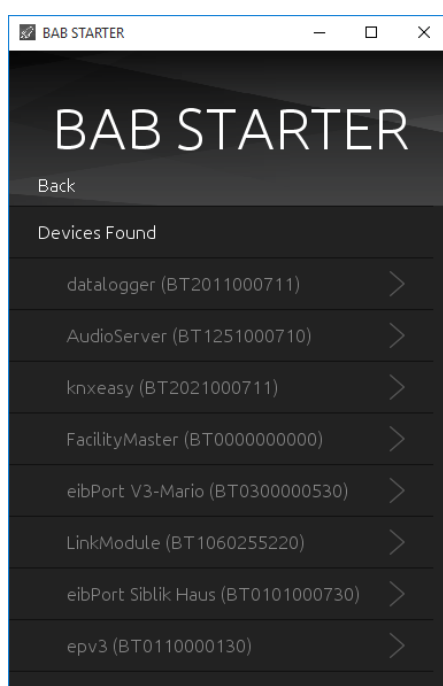 BAB STARTER
BAB STARTER
Back
Devices Found
datalogger (BT2011000711)
AudioServer (BT1251000710)
knxeasy (BT2021000711)
FacilityMaster (BT0000000000)
eibPort V3-Mario (BT0300000530)
LinkModule (BT1060255220)
eibPort Siblik Haus (BT0101000730)
epv3 (BT0110000130)